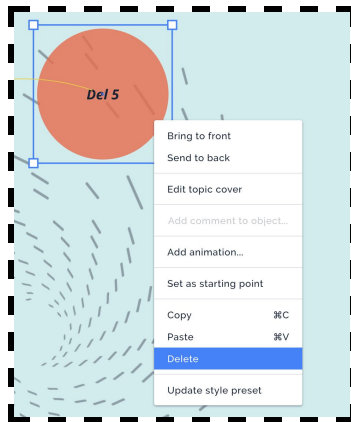 Del 5
Bring to front
Send to back
Edit topic cover
Add comment to object...
Add animation...
Set as starting point
Copy ⌘C
Paste ⌘V
Delete
Update style preset